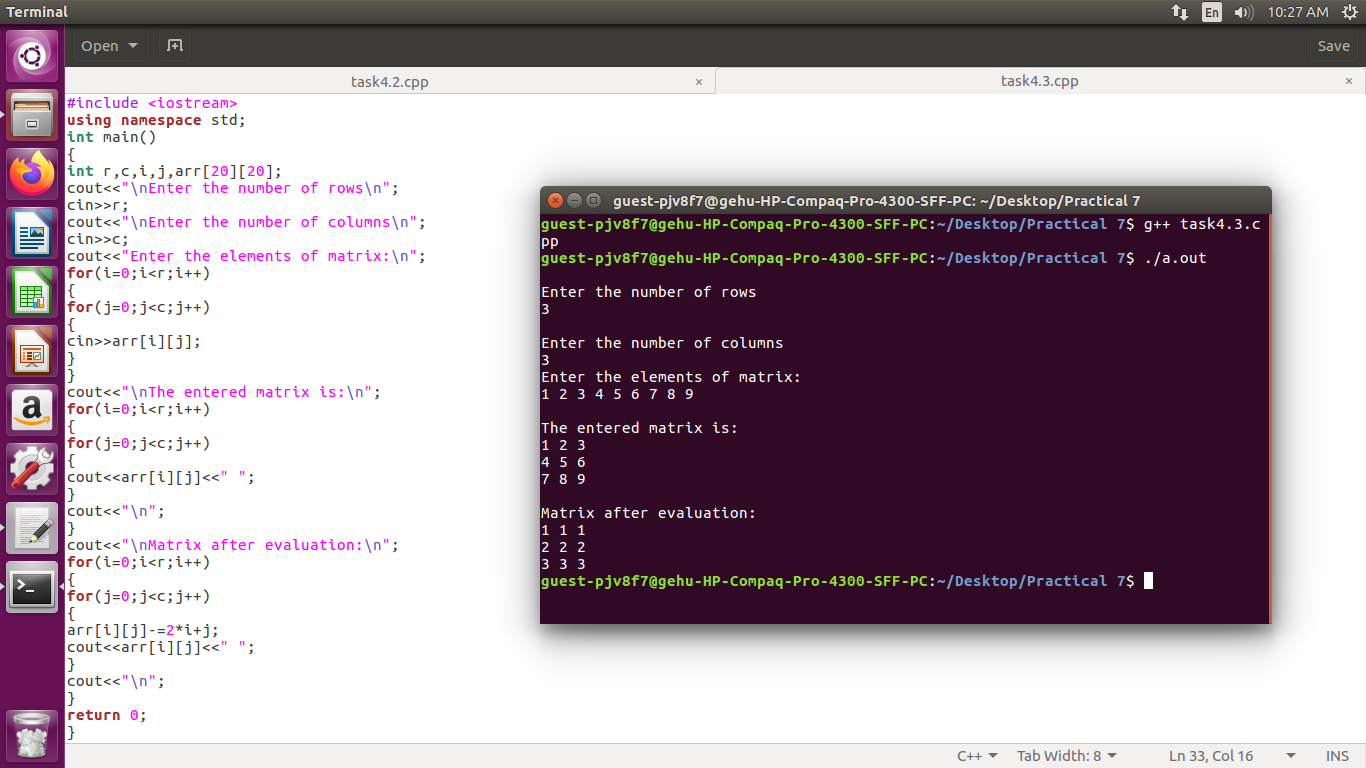 Terminal
En
10:27 AM
Open
Save
task4.2.cpp
×
task4.3.cpp
×
#include <iostream>
using namespace std;
int main()
{
int r,c,i,j,arr[20][20];
cout<<"\nEnter the number of rows\n";
cin>>r;
cout<<"\nEnter the number of columns\n";
cin>>c;
cout<<"Enter the elements of matrix:\n";
for(i=0;i<r;i++)
{
for(j=0;j<c;j++)
{
cin>>arr[i][j];
}
}
cout<<"\nThe entered matrix is:\n";
for(i=0;i<r;i++)
{
for(j=0;j<c;j++)
{
cout<<arr[i][j]<<" ";
}
cout<<"\n";
}
cout<<"\nMatrix after evaluation:\n";
for(i=0;i<r;i++)
{
for(j=0;j<c;j++)
{
arr[i][j]-=2*i+j;
cout<<arr[i][j]<<" ";
}
cout<<"\n";
}
return 0;
}
guest-pjv8f7@gehu-HP-Compaq-Pro-4300-SFF-PC: ~/Desktop/Practical 7
guest-pjv8f7@gehu-HP-Compaq-Pro-4300-SFF-PC:~/Desktop/Practical 7$ g++ task4.3.c
pp
guest-pjv8f7@gehu-HP-Compaq-Pro-4300-SFF-PC:~/Desktop/Practical 7$ ./a.out
Enter the number of rows
3
Enter the number of columns
3
Enter the elements of matrix:
1 2 3 4 5 6 7 8 9
The entered matrix is:
1 2 3
4 5 6
7 8 9
Matrix after evaluation:
1 1 1
2 2 2
3 3 3
guest-pjv8f7@gehu-HP-Compaq-Pro-4300-SFF-PC:~/Desktop/Practical 7$
C++
Tab Width: 8
Ln 33, Col 16
INS